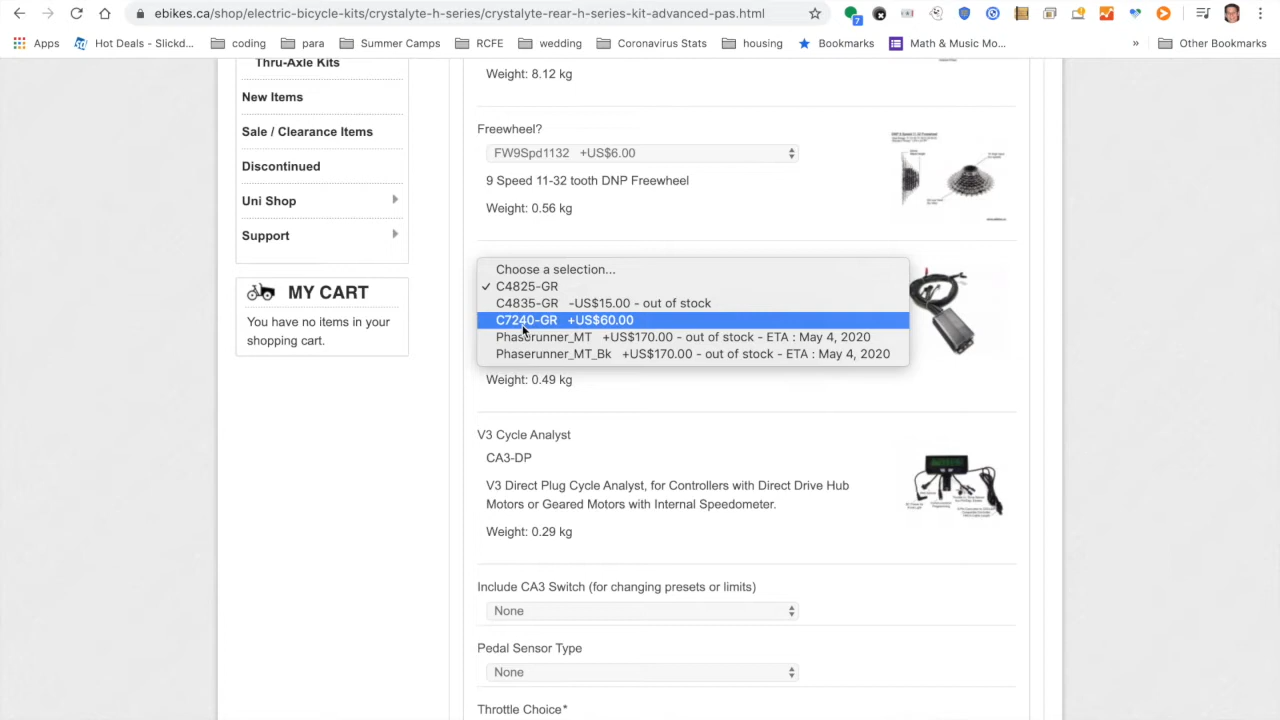 ebikes.ca/shop/electric-bicycle-kits/crystalyte-h-series/crystalyte-rear-h-series-kit-advanced-pas.html
7
Apps
Hot Deals - Slickd...
coding
para
Summer Camps
RCFE
wedding
Coronavirus Stats
housing
Bookmarks
Math & Music Mo...
»
Other Bookmarks
Thru-Axle Kits
New Items
Sale / Clearance Items
Discontinued
Uni Shop
Support
MY CART
You have no items in your
shopping cart.
Weight: 8.12 kg
Freewheel?
FW9Spd1132 +US$6.00
9 Speed 11-32 tooth DNP Freewheel
Weight: 0.56 kg
Choose a selection...
✓ C4825-GR
C4835-GR -US$15.00 - out of stock
C7240-GR +US$60.00
Phaserunner_MT +US$170.00 - out of stock - ETA : May 4, 2020
Phaserunner_MT_Bk +US$170.00 - out of stock - ETA : May 4, 2020
Weight: 0.49 kg
V3 Cycle Analyst
CA3-DP
V3 Direct Plug Cycle Analyst, for Controllers with Direct Drive Hub
Motors or Geared Motors with Internal Speedometer.
Weight: 0.29 kg
Include CA3 Switch (for changing presets or limits)
None
Pedal Sensor Type
None
Throttle Choice*